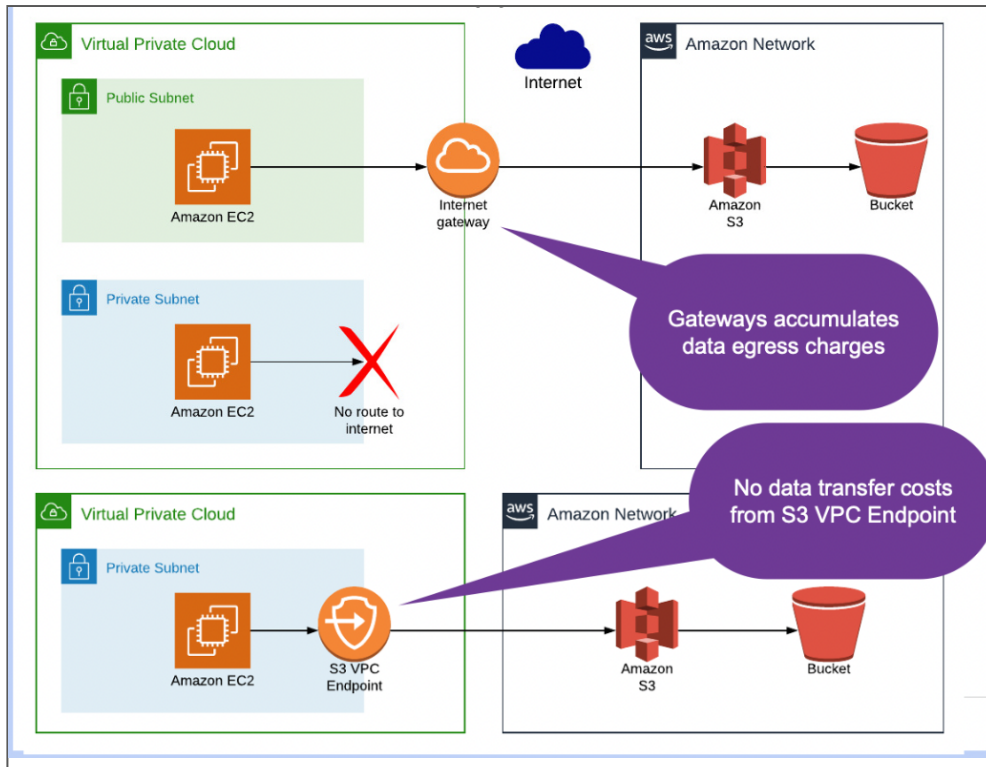 Virtual Private Cloud
Internet
aws
Amazon Network
Public Subnet
Amazon EC2
Internet
gateway
Amazon
S3
Bucket
Gateways accumulates
data egress charges
Private Subnet
Amazon EC2
No route to
internet
Virtual Private Cloud
aws
Amazon Network
No data transfer costs
from S3 VPC Endpoint
Private Subnet
Amazon EC2
S3 VPC
Endpoint
Amazon
S3
Bucket